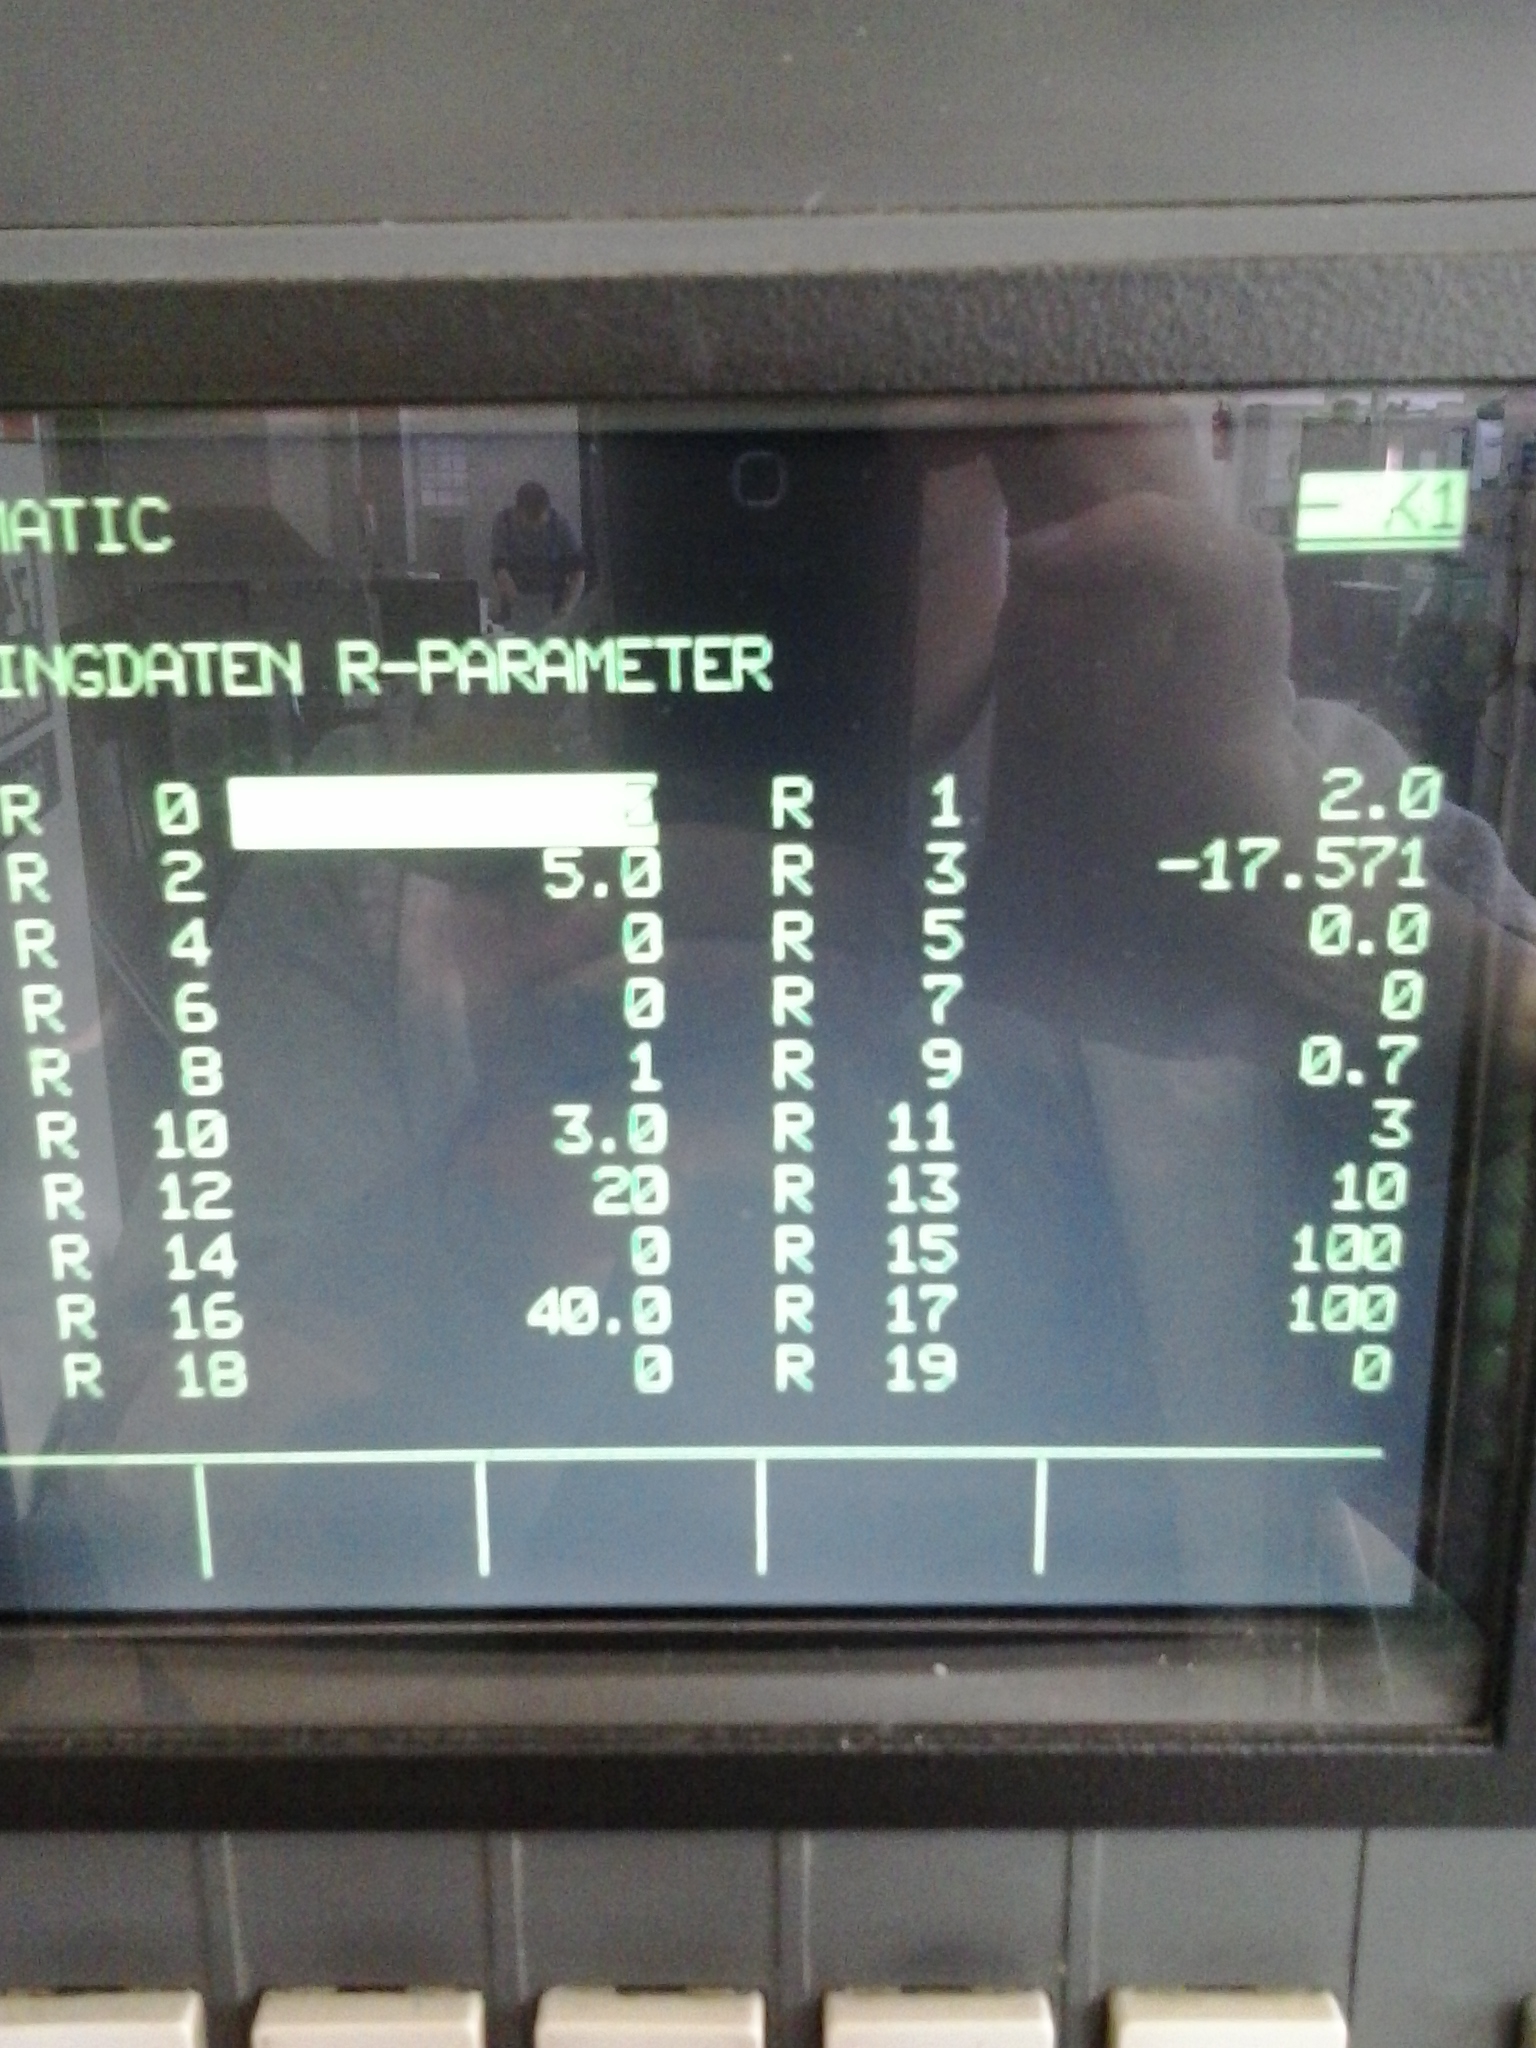 MATIC - K1
INGDATEN R-PARAMETER
R 0 R 1 2.0
R 2 5.0 R 3 -17.571
R 4 0 R 5 0.0
R 6 0 R 7 0
R 8 1 R 9 0.7
R 10 3.0 R 11 3
R 12 20 R 13 10
R 14 0 R 15 100
R 16 40.0 R 17 100
R 18 0 R 19 0